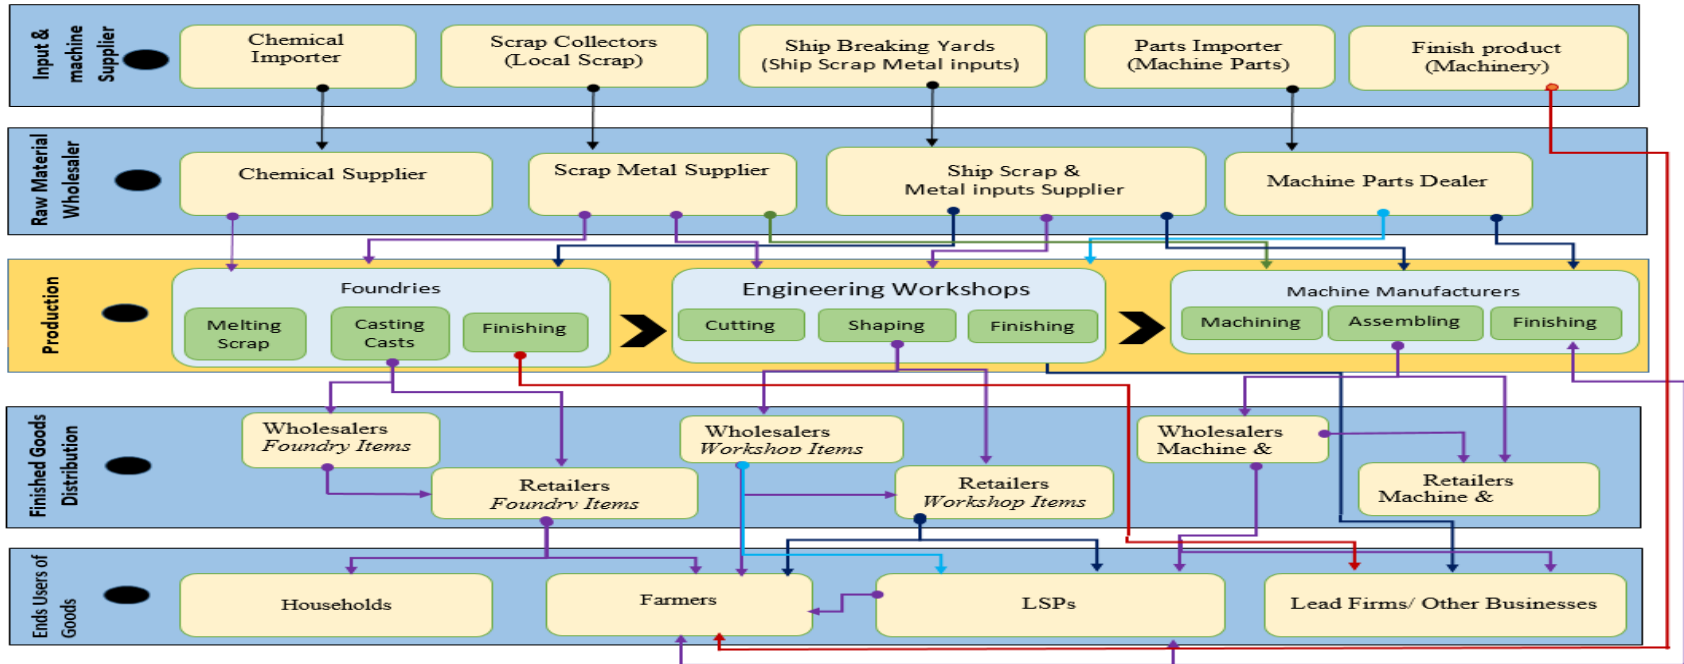 Input &
machine
Supplier
Chemical
Importer
Scrap Collectors
(Local Scrap)
Ship Breaking Yards
(Ship Scrap Metal inputs)
Parts Importer
(Machine Parts)
Finish product
(Machinery)
Raw Material
Wholesaler
Chemical Supplier
Scrap Metal Supplier
Ship Scrap &
Metal inputs Supplier
Machine Parts Dealer
Production
Foundries
Melting
Scrap
Casting
Casts
Finishing
Engineering Workshops
Cutting
Shaping
Finishing
Machine Manufacturers
Machining
Assembling
Finishing
Finished Goods
Distribution
Wholesalers
Foundry Items
Retailers
Foundry Items
Wholesalers
Workshop Items
Retailers
Workshop Items
Wholesalers
Machine &
Retailers
Machine &
Ends Users of
Goods
Households
Farmers
LSPs
Lead Firms/ Other Businesses